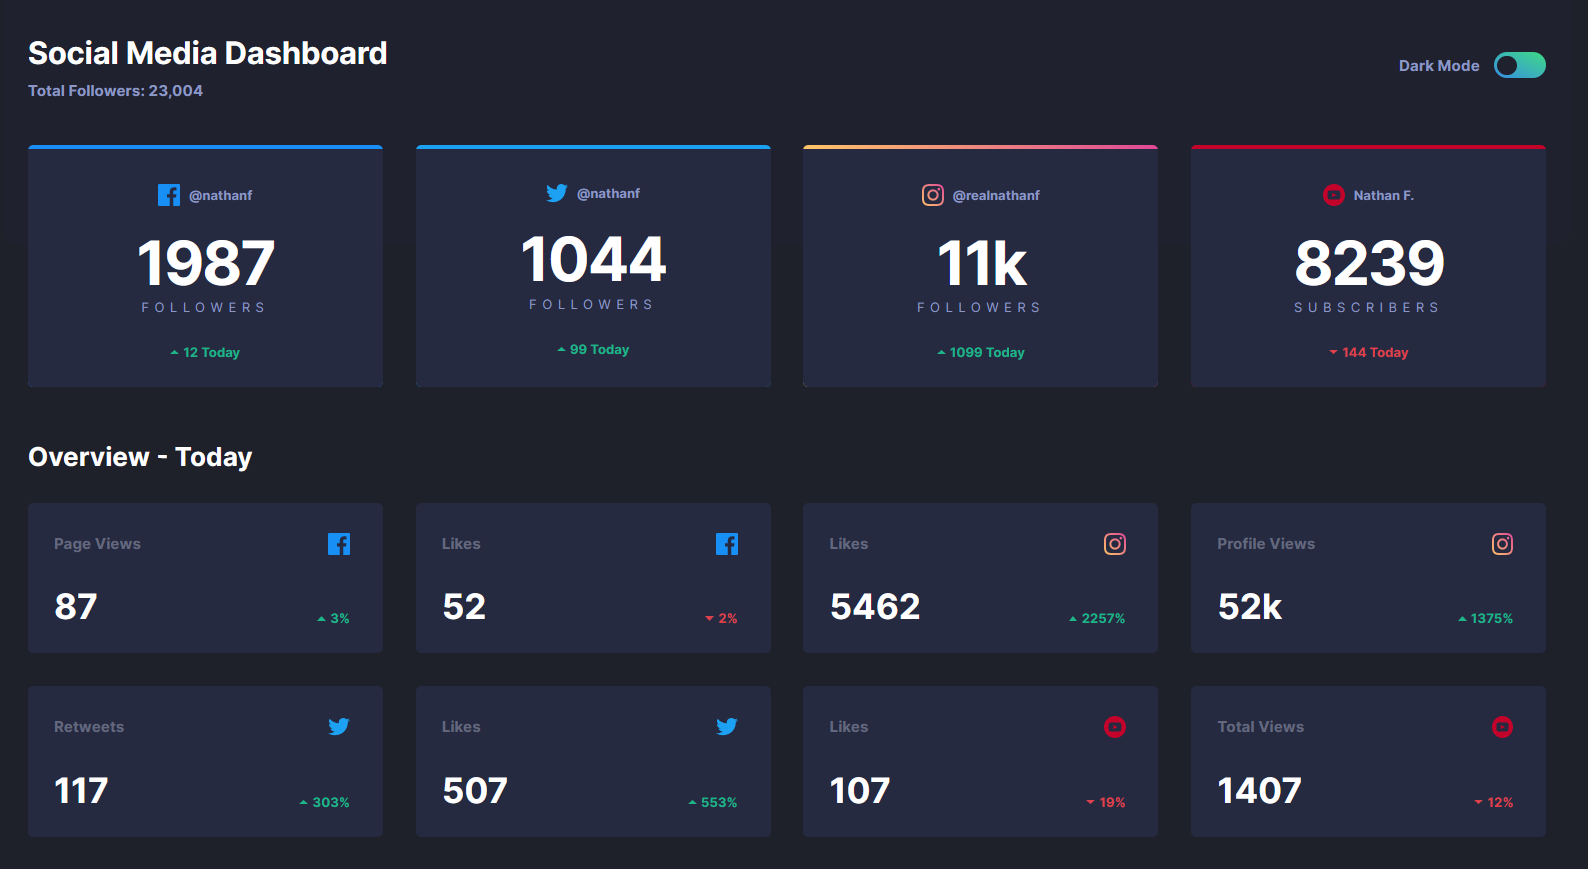 Social Media Dashboard
Total Followers: 23,004
Dark Mode
@nathanf
1987
FOLLOWERS
12 Today
@nathanf
1044
FOLLOWERS
99 Today
@realnathanf
11k
FOLLOWERS
1099 Today
Nathan F.
8239
SUBSCRIBERS
144 Today
Overview - Today
Page Views
87
3%
Likes
52
2%
Likes
5462
2257%
Profile Views
52k
1375%
Retweets
117
303%
Likes
507
553%
Likes
107
19%
Total Views
1407
12%